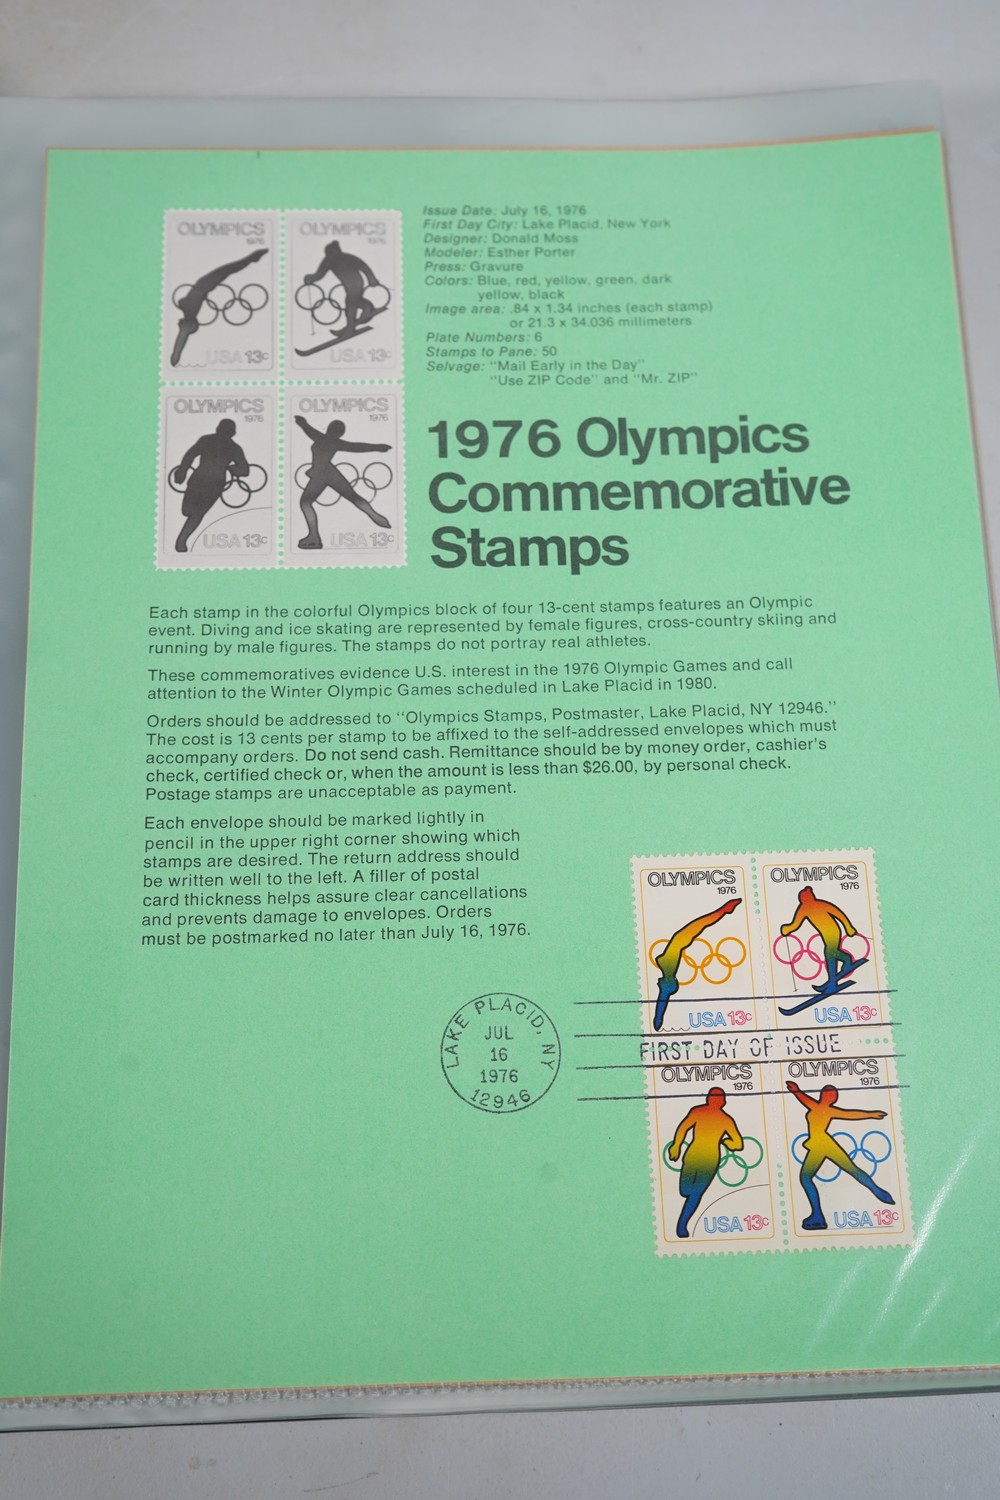 OLYMPICS OLYMPICS
1976 1976
USA 13c USA 13c
OLYMPICS OLYMPICS
1976 1976
USA 13c USA 13c
Issue Date: July 16, 1976
First Day City: Lake Placid, New York
Designer: Donald Moss
Modeler: Esther Porter
Press: Gravure
Colors: Blue, red, yellow, green, dark
yellow, black
Image area: .84 x 1.34 inches (each stamp)
or 21.3 x 34.036 millimeters
Plate Numbers: 6
Stamps to Pane: 50
Selvage: "Mail Early in the Day"
"Use ZIP Code" and "Mr. ZIP"
1976 Olympics
Commemorative
Stamps
Each stamp in the colorful Olympics block of four 13-cent stamps features an Olympic
event. Diving and ice skating are represented by female figures, cross-country skiing and
running by male figures. The stamps do not portray real athletes.
These commemoratives evidence U.S. interest in the 1976 Olympic Games and call
attention to the Winter Olympic Games scheduled in Lake Placid in 1980.
Orders should be addressed to "Olympics Stamps, Postmaster, Lake Placid, NY 12946."
The cost is 13 cents per stamp to be affixed to the self-addressed envelopes which must
accompany orders. Do not send cash. Remittance should be by money order, cashier's
check, certified check or, when the amount is less than $26.00, by personal check.
Postage stamps are unacceptable as payment.
Each envelope should be marked lightly in
pencil in the upper right corner showing which
stamps are desired. The return address should
be written well to the left. A filler of postal
card thickness helps assure clear cancellations
and prevents damage to envelopes. Orders
must be postmarked no later than July 16, 1976.
OLYMPICS OLYMPICS
1976 1976
USA 13c USA 13c
LAKE PLACID, NY
JUL
16
1976
12946
FIRST DAY OF ISSUE
OLYMPICS OLYMPICS
1976 1976
USA 13c USA 13c